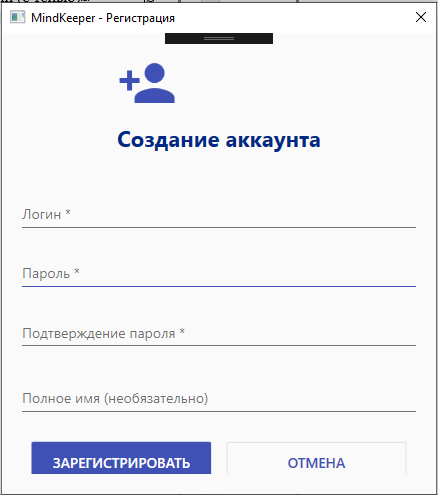 MindKeeper - Регистрация
Создание аккаунта
Логин *
Пароль *
Подтверждение пароля *
Полное имя (необязательно)
ЗАРЕГИСТРИРОВАТЬ
ОТМЕНА